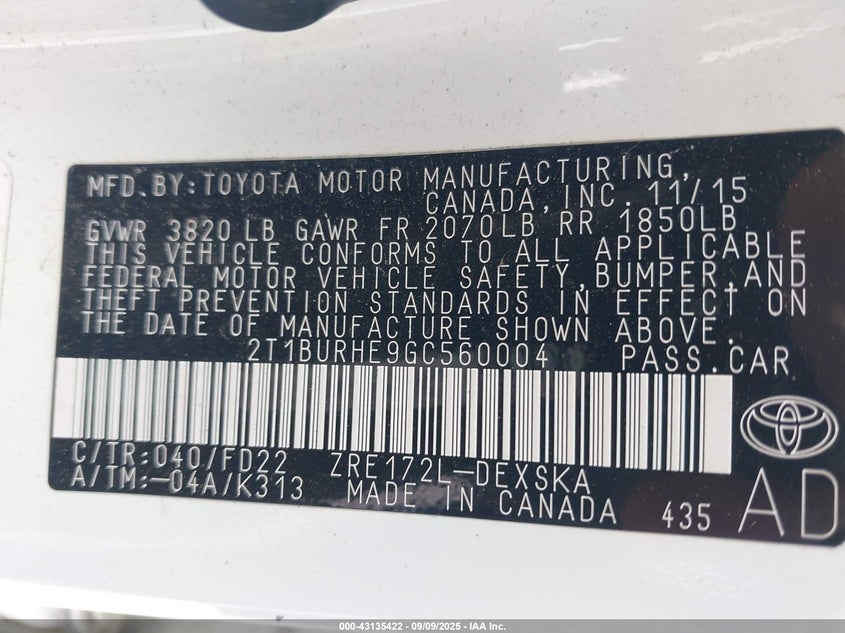 MFD.BY:TOYOTA MOTOR MANUFACTURING,
CANADA,INC. 11/15
GVWR 3820 LB GAWR FR 2070LB RR 1850LB
THIS VEHICLE CONFORMS TO ALL APPLICABLE
FEDERAL MOTOR VEHICLE SAFETY,BUMPER,AND
THEFT PREVENTION STANDARDS IN EFFECT ON
THE DATE OF MANUFACTURE SHOWN ABOVE.
2T1BURHE9GC560004 PASS.CAR
C/TR:040/FD22 ZRE172L-DEXSKA
A/TM:-04A/K313 MADE IN CANADA 435 AD
000-43135422 - 09/09/2025 - IAA Inc.